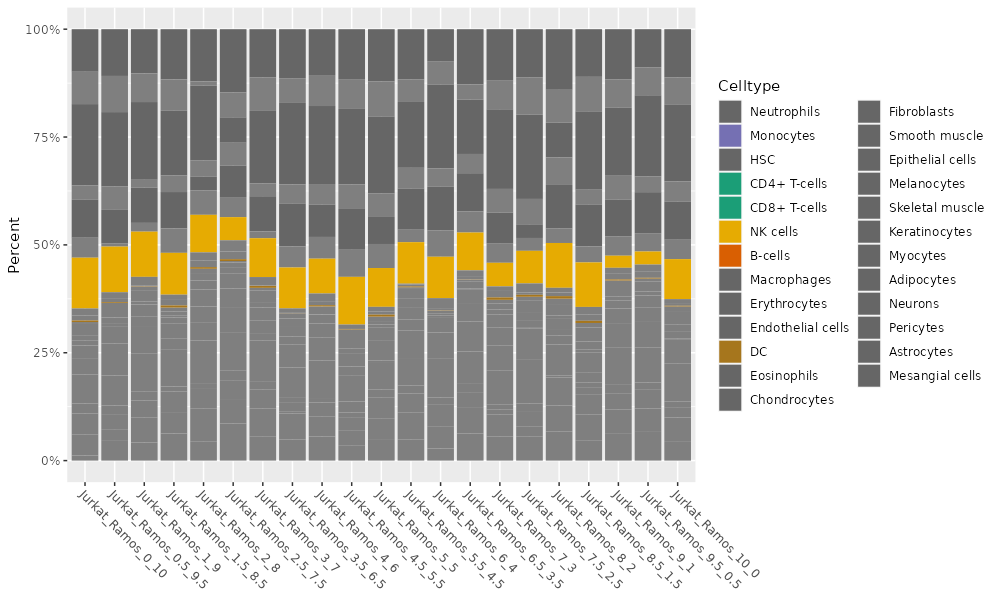 100%
75%
50%
25%
0%
Percent
Jurkat_Ramos_0_10
Jurkat_Ramos_0.5_9.5
Jurkat_Ramos_1_9
Jurkat_Ramos_1.5_8.5
Jurkat_Ramos_2_8
Jurkat_Ramos_2.5_7.5
Jurkat_Ramos_3_7
Jurkat_Ramos_3.5_6.5
Jurkat_Ramos_4_6
Jurkat_Ramos_4.5_5.5
Jurkat_Ramos_5_5
Jurkat_Ramos_5.5_4.5
Jurkat_Ramos_6_4
Jurkat_Ramos_6.5_3.5
Jurkat_Ramos_7_3
Jurkat_Ramos_7.5_2.5
Jurkat_Ramos_8_2
Jurkat_Ramos_8.5_1.5
Jurkat_Ramos_9_1
Jurkat_Ramos_9.5_0.5
Jurkat_Ramos_10_0
Celltype
Neutrophils
Monocytes
HSC
CD4+ T-cells
CD8+ T-cells
NK cells
B-cells
Macrophages
Erythrocytes
Endothelial cells
DC
Eosinophils
Chondrocytes
Fibroblasts
Smooth muscle
Epithelial cells
Melanocytes
Skeletal muscle
Keratinocytes
Myocytes
Adipocytes
Neurons
Pericytes
Astrocytes
Mesangial cells